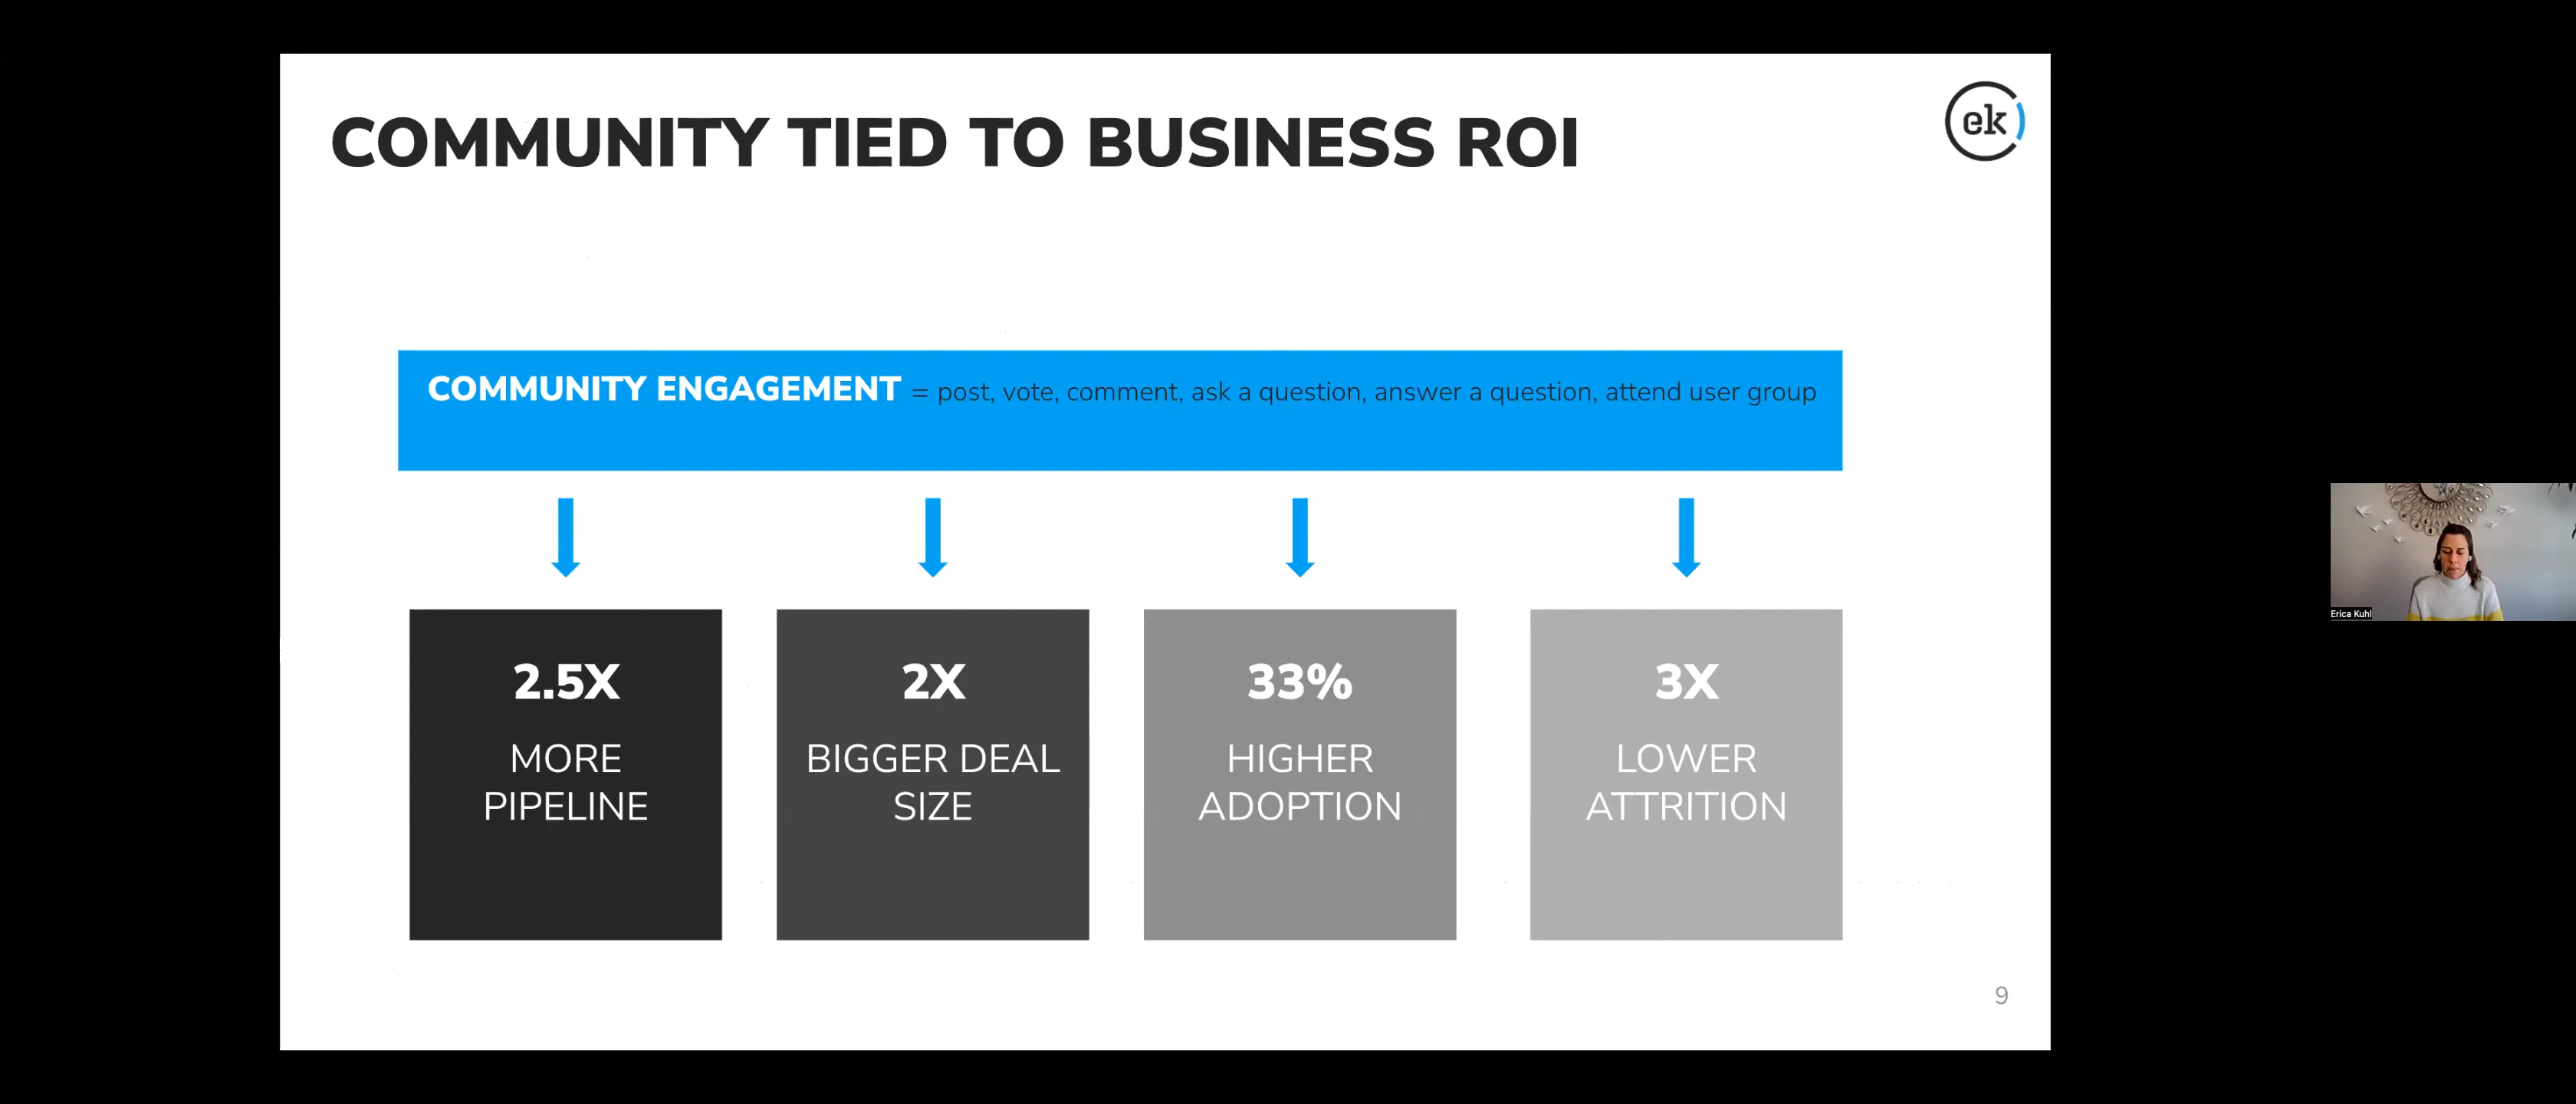 COMMUNITY TIED TO BUSINESS ROI
ek
COMMUNITY ENGAGEMENT = post, vote, comment, ask a question, answer a question, attend user group
2.5X
MORE
PIPELINE
2X
BIGGER DEAL
SIZE
33%
HIGHER
ADOPTION
3X
LOWER
ATTRITION
9
Erica Kuhl